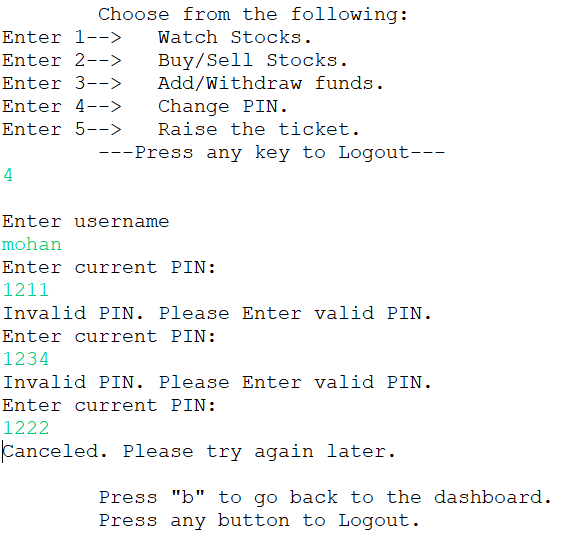 Choose from the following:
Enter 1-->   Watch Stocks.
Enter 2-->   Buy/Sell Stocks.
Enter 3-->   Add/Withdraw funds.
Enter 4-->   Change PIN.
Enter 5-->   Raise the ticket.
---Press any key to Logout---
4
Enter username
mohan
Enter current PIN:
1211
Invalid PIN. Please Enter valid PIN.
Enter current PIN:
1234
Invalid PIN. Please Enter valid PIN.
Enter current PIN:
1222
Canceled. Please try again later.
Press "b" to go back to the dashboard.
Press any button to Logout.